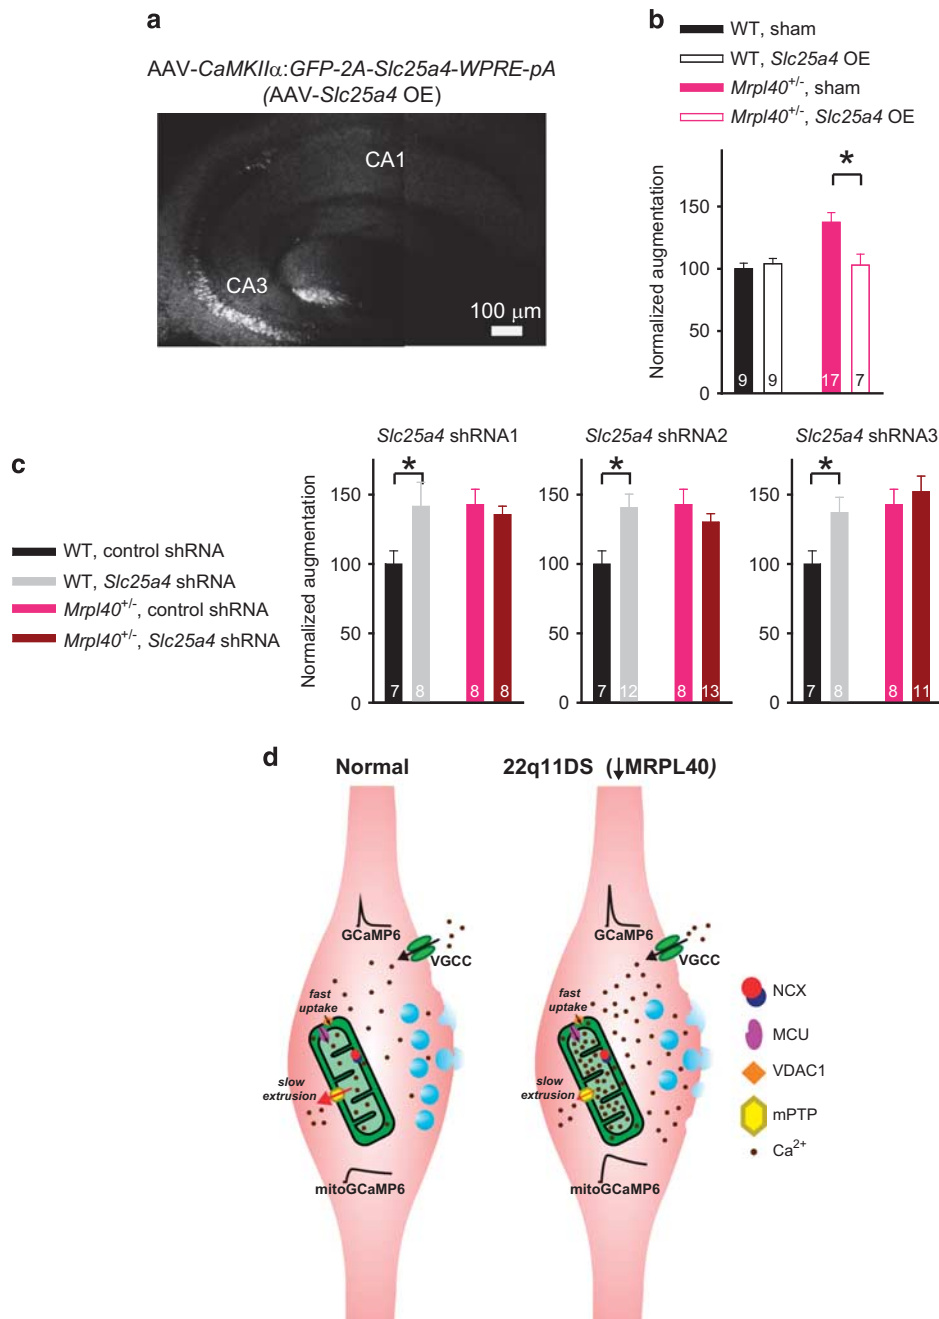 a
AAV-CaMKIIα:GFP-2A-Slc25a4-WPRE-pA
(AAV-Slc25a4 OE)
CA1
CA3
100 µm
b
WT, sham
WT, Slc25a4 OE
Mrpl40+/-, sham
Mrpl40+/-, Slc25a4 OE
Normalized augmentation
150
100
50
0
*
9
9
17
7
c
WT, control shRNA
WT, Slc25a4 shRNA
Mrpl40+/-, control shRNA
Mrpl40+/-, Slc25a4 shRNA
Slc25a4 shRNA1
Normalized augmentation
150
100
50
0
*
7
8
8
8
Slc25a4 shRNA2
150
100
50
0
*
7
12
8
13
Slc25a4 shRNA3
150
100
50
0
*
7
8
8
11
d
Normal
GCaMP6
VGCC
fast
uptake
slow
extrusion
mitoGCaMP6
22q11DS (↓MRPL40)
GCaMP6
VGCC
fast
uptake
slow
extrusion
mitoGCaMP6
NCX
MCU
VDAC1
mPTP
Ca2+